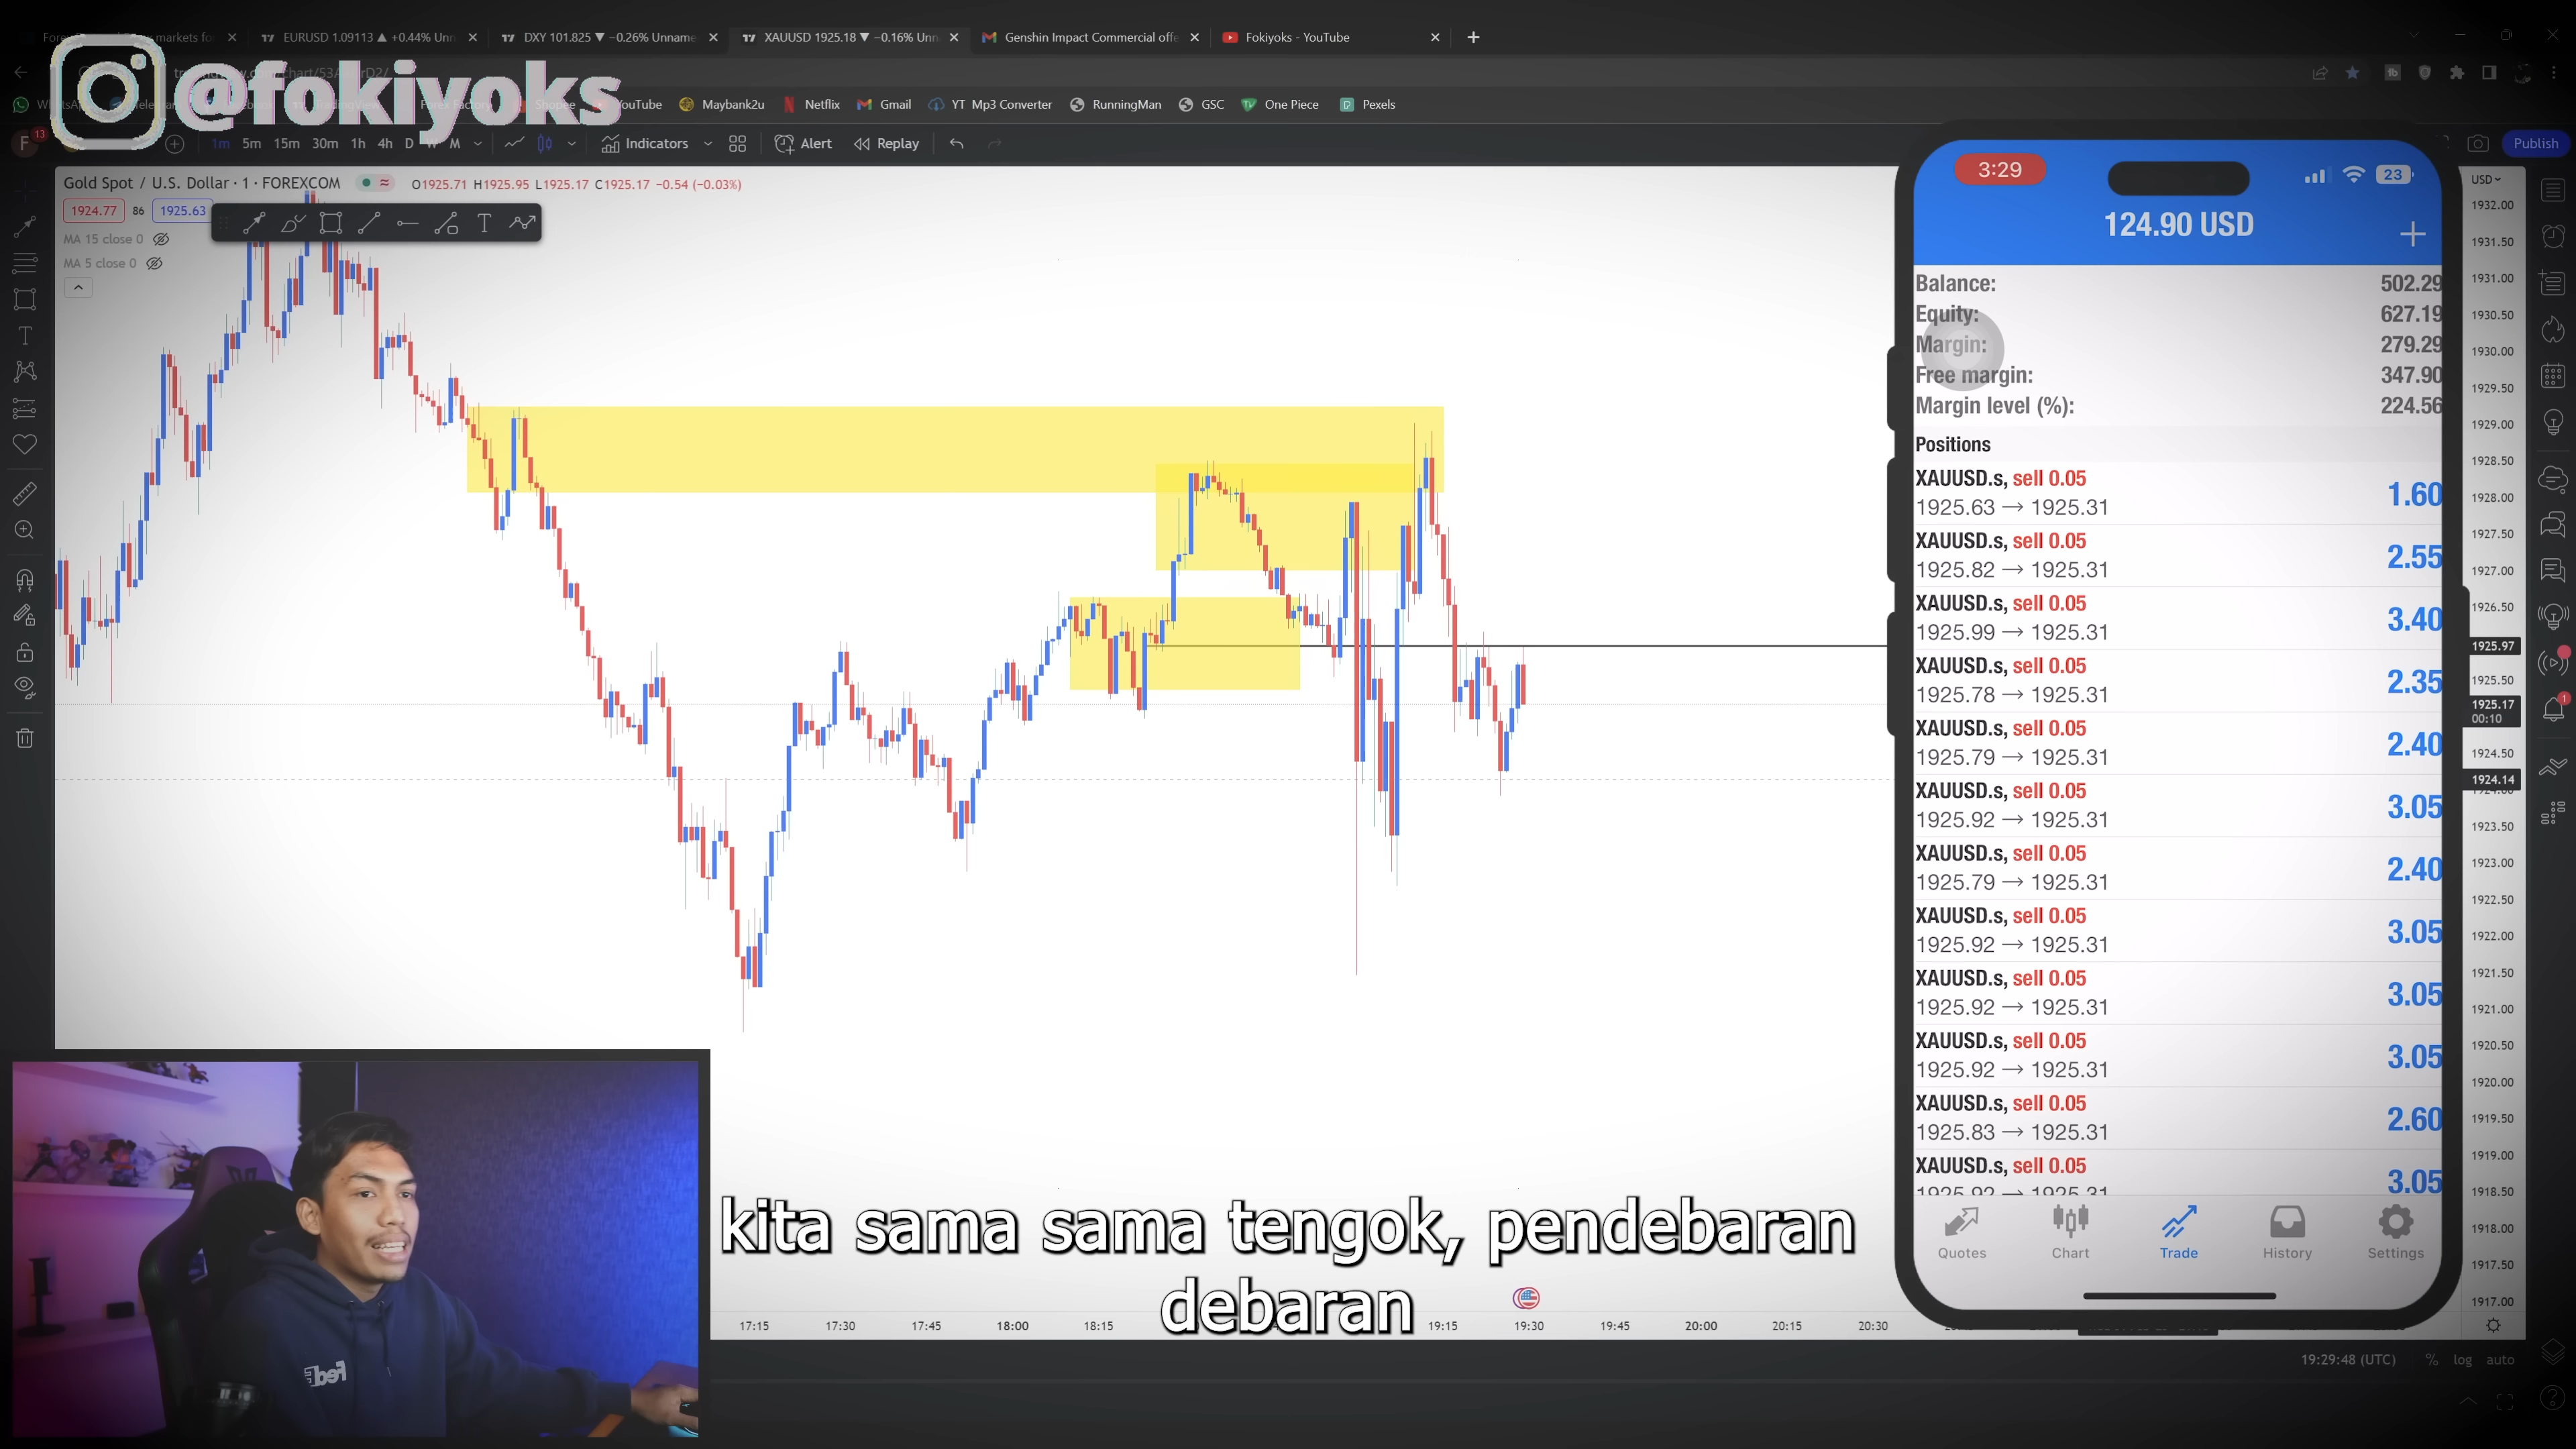 EURUSD 1.09113 ▲ +0.44% Unn
DXY 101.825 ▼ −0.26% Unname
XAUUSD 1925.18 ▼ −0.16% Unn
Genshin Impact Commercial offe
Fokiyoks - YouTube
@fokiyoks
YouTube
Maybank2u
Netflix
Gmail
YT Mp3 Converter
RunningMan
GSC
One Piece
Pexels
F
13
1m 5m 15m 30m 1h 4h D W M
Indicators
Alert
Replay
Publish
Gold Spot / U.S. Dollar · 1 · FOREXCOM
O1925.71 H1925.95 L1925.17 C1925.17 −0.54 (−0.03%)
1924.77 86 1925.63
MA 15 close 0
MA 5 close 0
3:29
23
124.90 USD
Balance: 502.29
Equity: 627.19
Margin: 279.29
Free margin: 347.90
Margin level (%): 224.56
Positions
XAUUSD.s, sell 0.05
1925.63 → 1925.31
1.60
XAUUSD.s, sell 0.05
1925.82 → 1925.31
2.55
XAUUSD.s, sell 0.05
1925.99 → 1925.31
3.40
XAUUSD.s, sell 0.05
1925.78 → 1925.31
2.35
XAUUSD.s, sell 0.05
1925.79 → 1925.31
2.40
XAUUSD.s, sell 0.05
1925.92 → 1925.31
3.05
XAUUSD.s, sell 0.05
1925.79 → 1925.31
2.40
XAUUSD.s, sell 0.05
1925.92 → 1925.31
3.05
XAUUSD.s, sell 0.05
1925.92 → 1925.31
3.05
XAUUSD.s, sell 0.05
1925.92 → 1925.31
3.05
XAUUSD.s, sell 0.05
1925.83 → 1925.31
2.60
XAUUSD.s, sell 0.05
1925.92 → 1925.31
3.05
Quotes
Chart
Trade
History
Settings
USD
1932.00
1931.50
1931.00
1930.50
1930.00
1929.50
1929.00
1928.50
1928.00
1927.50
1927.00
1926.50
1925.97
1925.50
1925.17
00:10
1924.50
1924.14
1923.50
1923.00
1922.50
1922.00
1921.50
1921.00
1920.50
1920.00
1919.50
1919.00
1918.50
1918.00
1917.50
1917.00
kita sama sama tengok, pendebaran
debaran
17:15 17:30 17:45 18:00 18:15 19:15 19:30 19:45 20:00 20:15 20:30
19:29:48 (UTC) % log auto